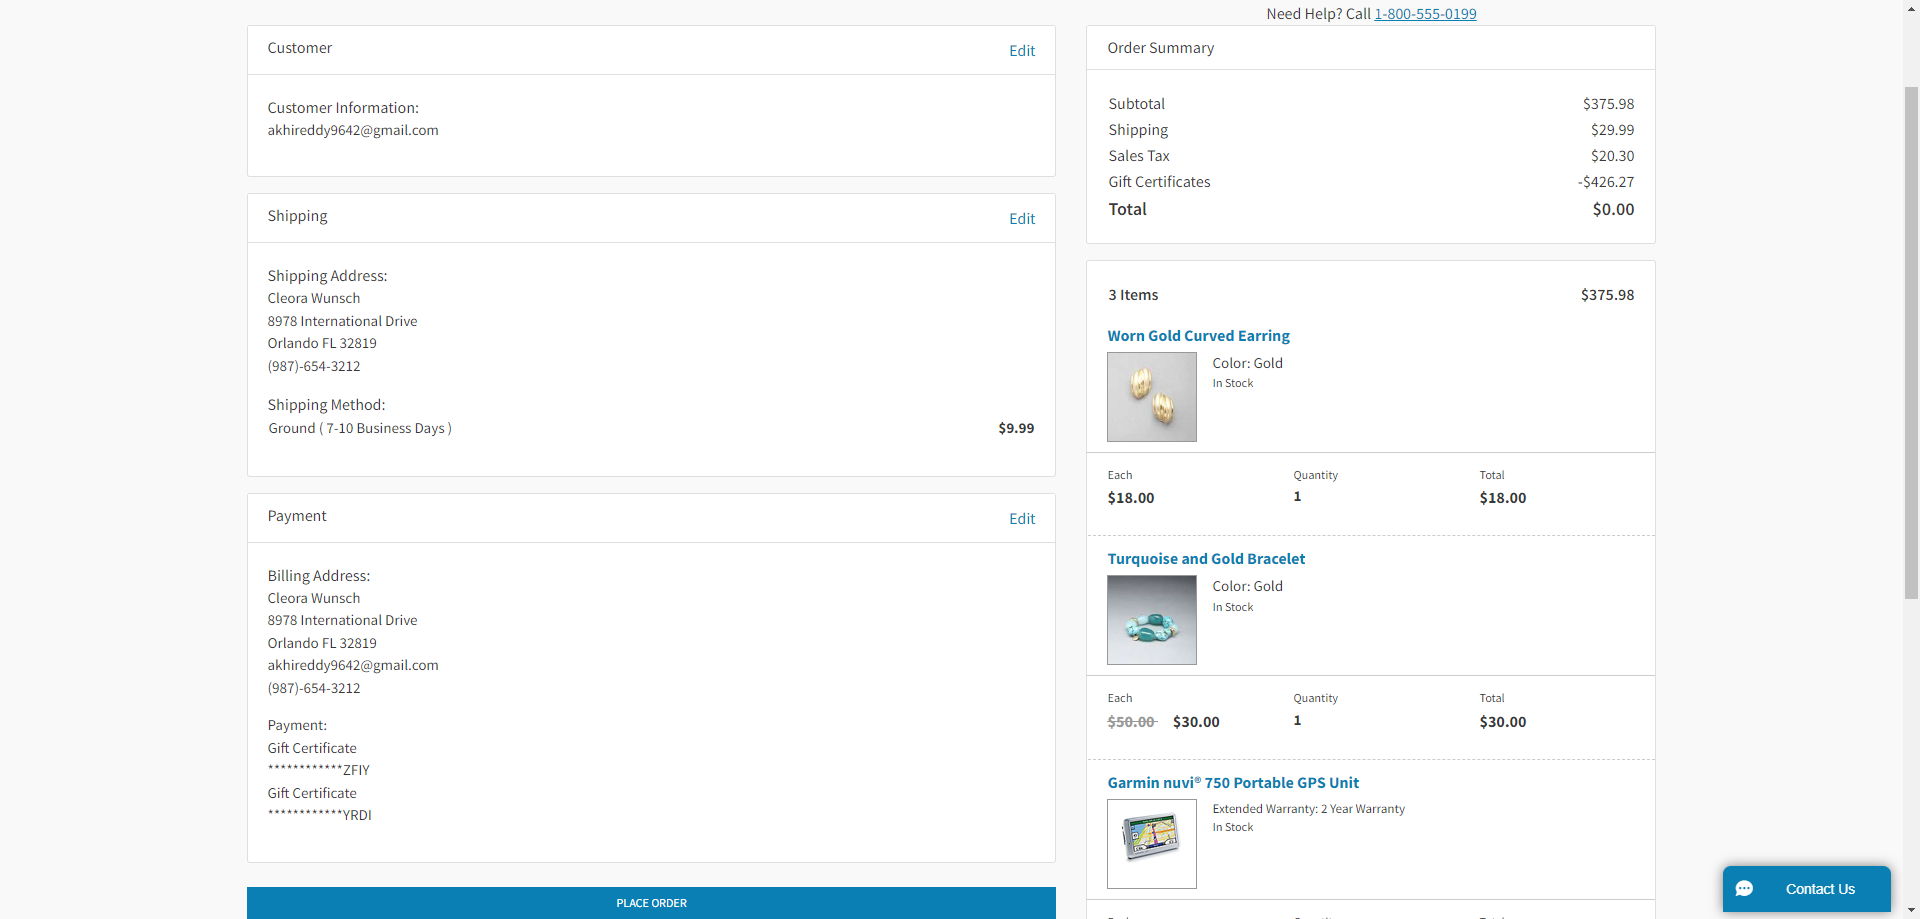 Need Help? Call 1-800-555-0199
Customer
Edit
Customer Information:
akhireddy9642@gmail.com
Shipping
Edit
Shipping Address:
Cleora Wunsch
8978 International Drive
Orlando FL 32819
(987)-654-3212
Shipping Method:
Ground ( 7-10 Business Days ) $9.99
Payment
Edit
Billing Address:
Cleora Wunsch
8978 International Drive
Orlando FL 32819
akhireddy9642@gmail.com
(987)-654-3212
Payment:
Gift Certificate
************ZFIY
Gift Certificate
************YRDI
PLACE ORDER
Order Summary
Subtotal $375.98
Shipping $29.99
Sales Tax $20.30
Gift Certificates -$426.27
Total $0.00
3 Items $375.98
Worn Gold Curved Earring
Color: Gold
In Stock
Each Quantity Total
$18.00 1 $18.00
Turquoise and Gold Bracelet
Color: Gold
In Stock
Each Quantity Total
$50.00 $30.00 1 $30.00
Garmin nuvi® 750 Portable GPS Unit
Extended Warranty: 2 Year Warranty
In Stock
Contact Us